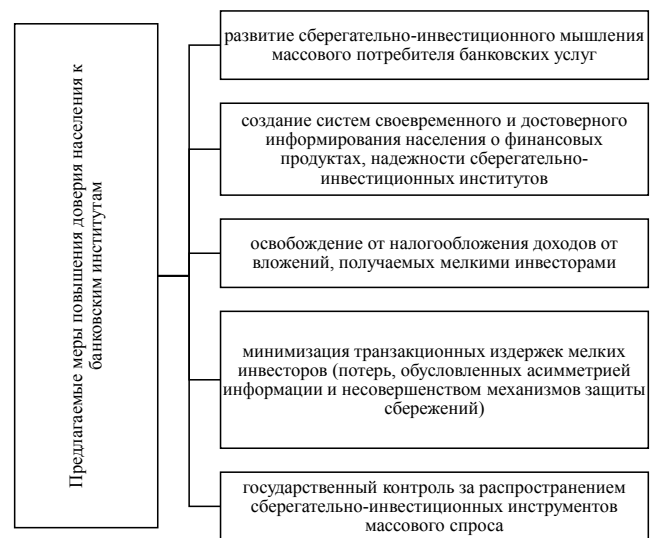 Предлагаемые меры повышения доверия населения к
банковским институтам
развитие сберегательно-инвестиционного мышления
массового потребителя банковских услуг
создание систем своевременного и достоверного
информирования населения о финансовых
продуктах, надежности сберегательно-
инвестиционных институтов
освобождение от налогообложения доходов от
вложений, получаемых мелкими инвесторами
минимизация транзакционных издержек мелких
инвесторов (потерь, обусловленных асимметрией
информации и несовершенством механизмов защиты
сбережений)
государственный контроль за распространением
сберегательно-инвестиционных инструментов
массового спроса